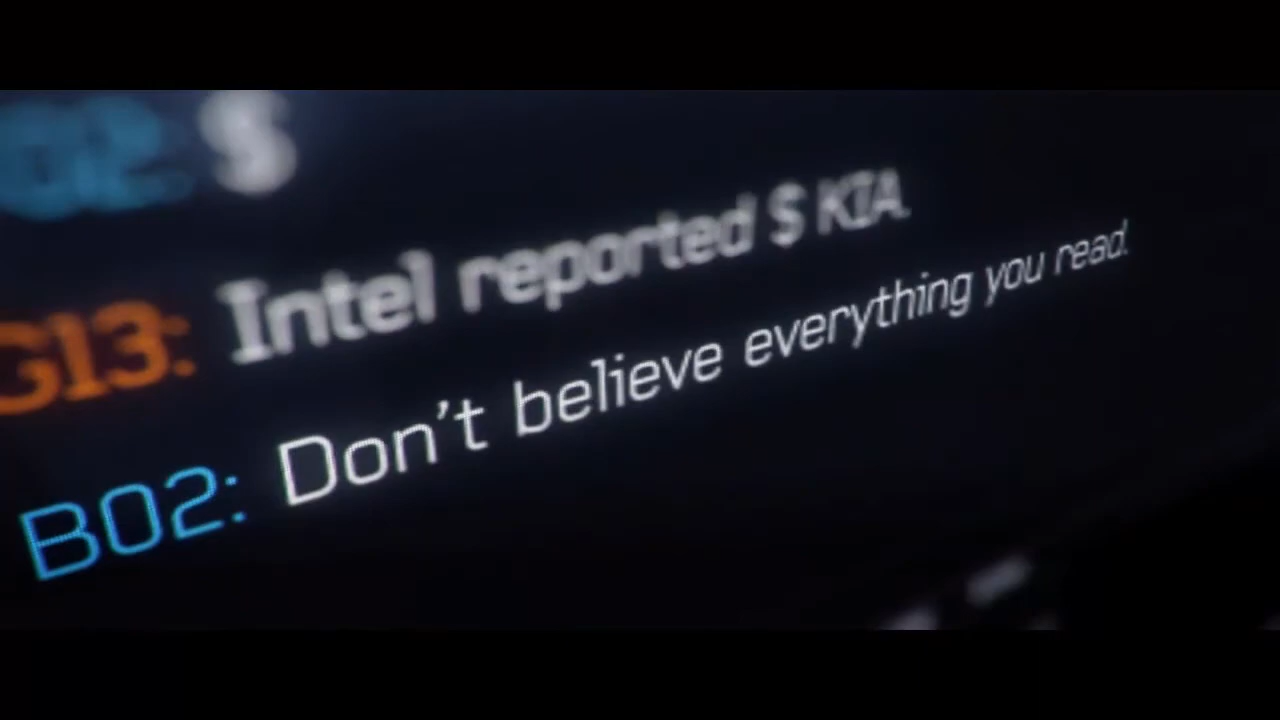 $
G13: Intel reported $ KIA.
B02: Don't believe everything you read.